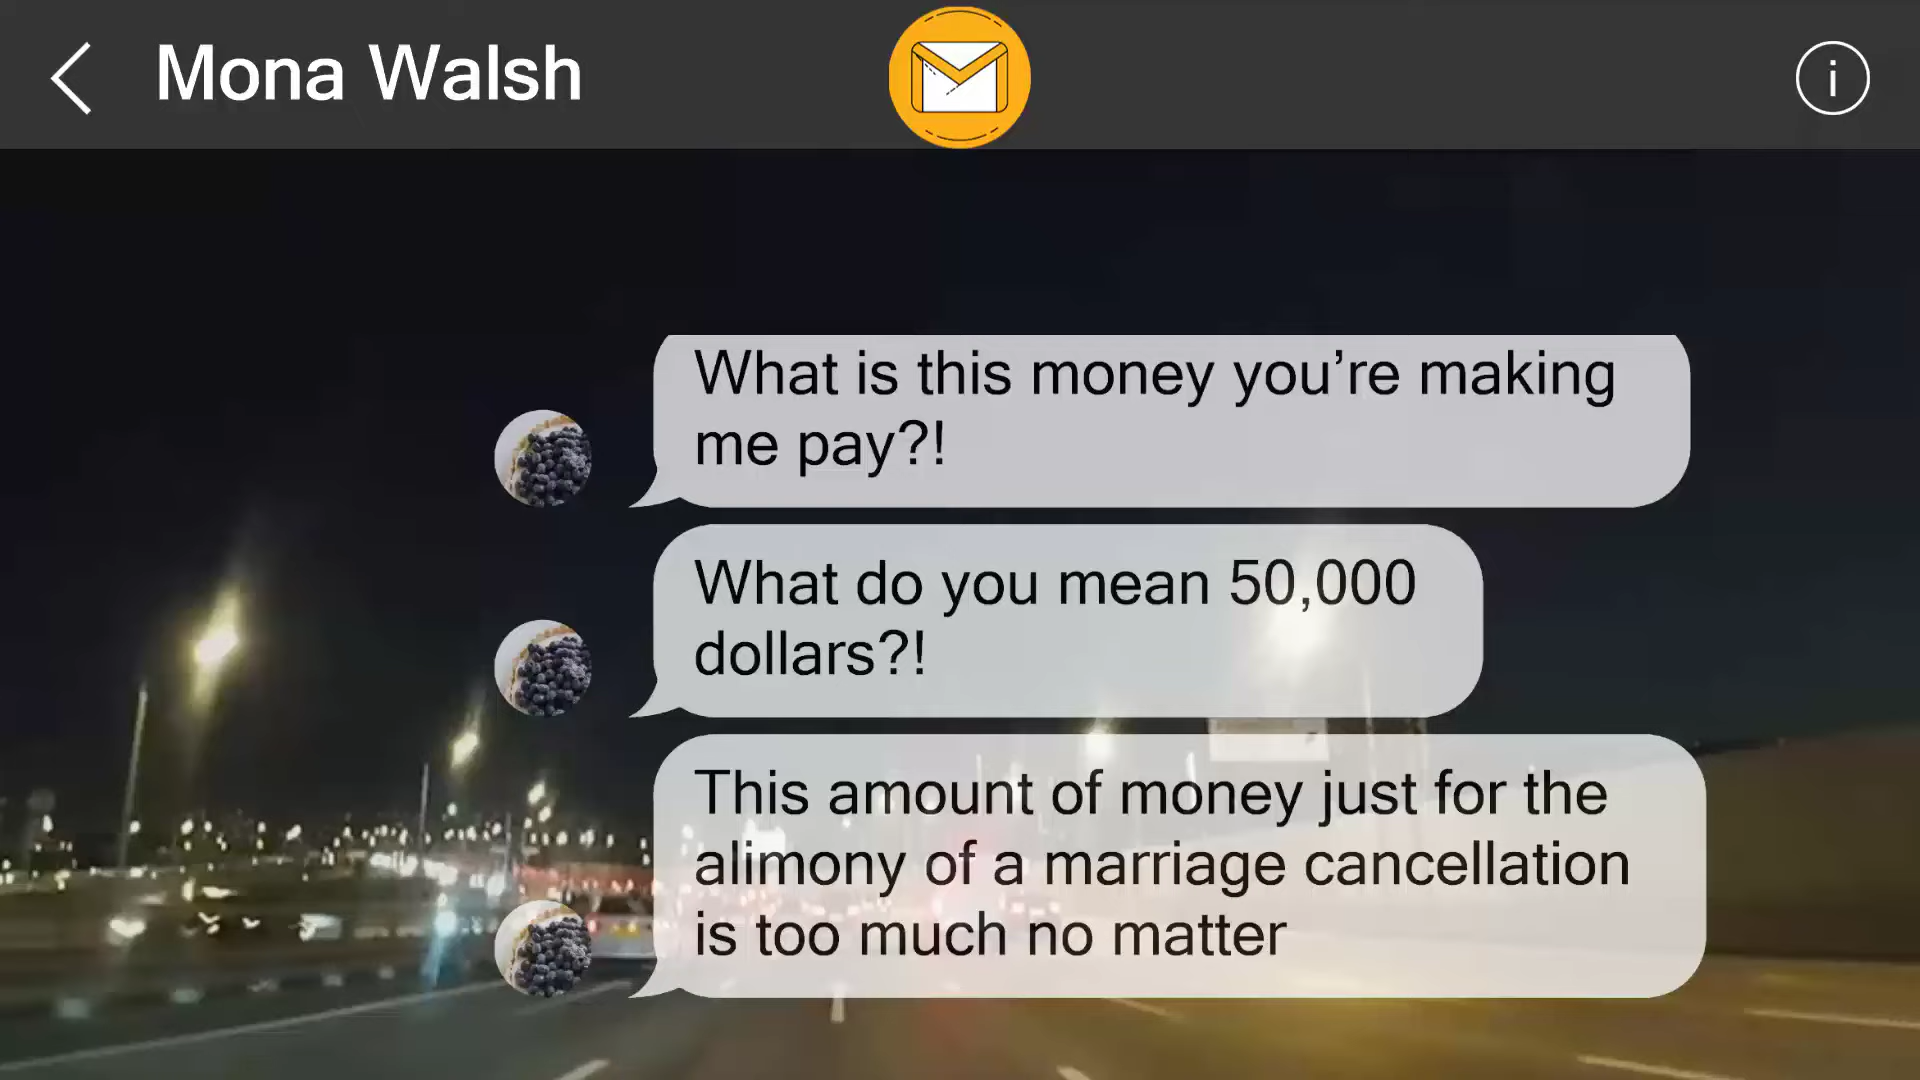 Mona Walsh
i
What is this money you’re making
me pay?!
What do you mean 50,000
dollars?!
This amount of money just for the
alimony of a marriage cancellation
is too much no matter